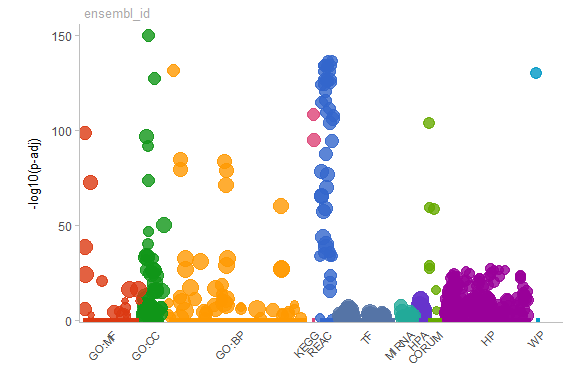 ensembl_id
150
100
50
0
-log10(p-adj)
GO:MF
GO:CC
GO:BP
KEGG
REAC
TF
MIRNA
HPA
CORUM
HP
WP